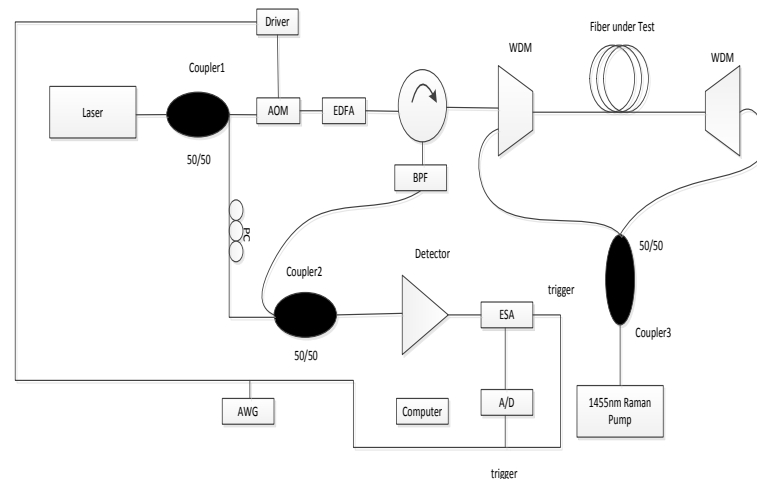 Driver
Fiber under Test
WDM
WDM
Coupler1
Laser
AOM
EDFA
50/50
BPF
PC
50/50
Coupler2
Detector
trigger
ESA
50/50
Coupler3
AWG
Computer
A/D
1455nm Raman
Pump
trigger